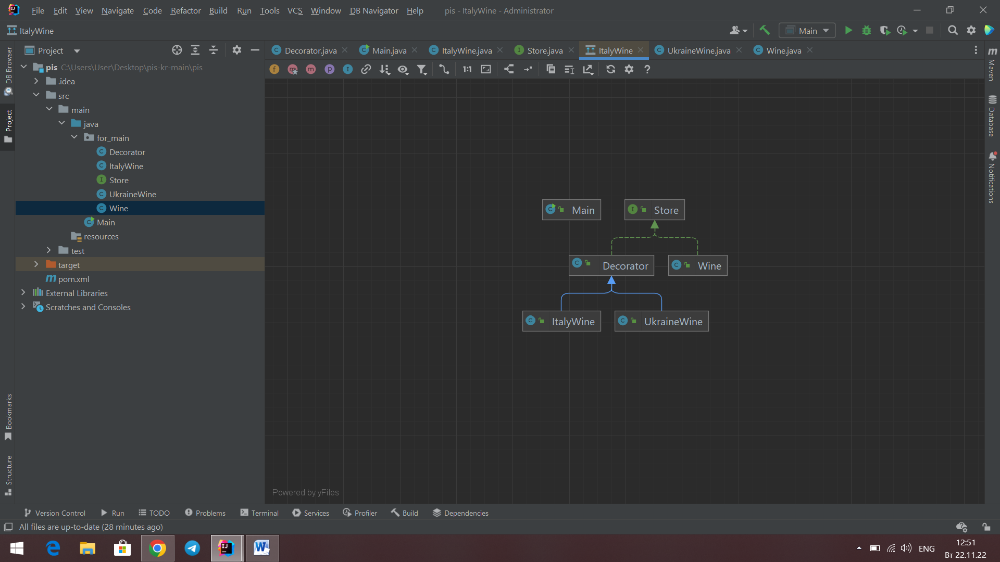 File Edit View Navigate Code Refactor Build Run Tools VCS Window DB Navigator Help pis - ItalyWine - Administrator
ItalyWine
Main
DB Browser
Project
Bookmarks
Structure
Project
pis C:\Users\User\Desktop\pis-kr-main\pis
.idea
src
main
java
for_main
Decorator
ItalyWine
Store
UkraineWine
Wine
Main
resources
test
target
pom.xml
External Libraries
Scratches and Consoles
Decorator.java Main.java ItalyWine.java Store.java ItalyWine UkraineWine.java Wine.java
1:1
Main
Store
Decorator
Wine
ItalyWine
UkraineWine
Powered by yFiles
Maven
Database
Notifications
Version Control Run TODO Problems Terminal Services Profiler Build Dependencies
All files are up-to-date (28 minutes ago)
ENG
12:51
Вт 22.11.22